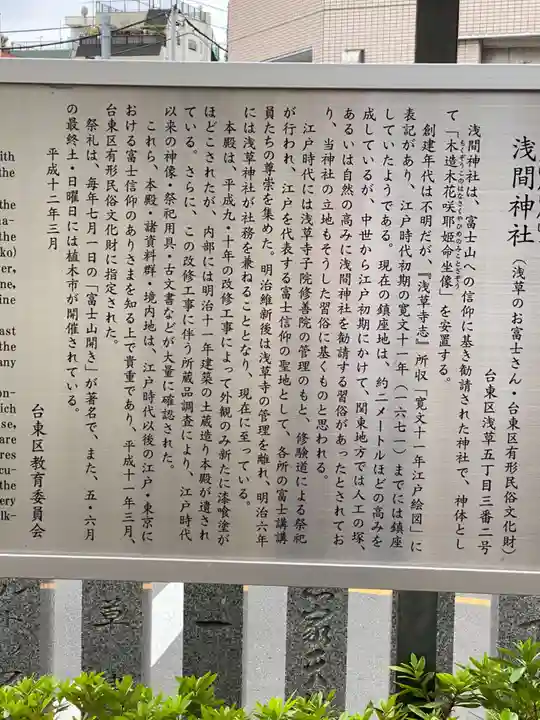 浅間神社（浅草のお富士さん・台東区有形民俗文化財）
台東区浅草五丁目三番二号
浅間神社は、富士山への信仰に基き勧請された神社で、神体とし
て「木造木花咲耶姫命坐像」を安置する。
創建年代は不明だが、『浅草寺志』所収「寛文十一年江戸絵図」に
表記があり、江戸時代初期の寛文十一年（一六七一）までには鎮座
していたようである。現在の鎮座地は、約二メートルほどの高みを
成しているが、中世から江戸初期にかけて、関東地方では人工の塚、
あるいは自然の高みに浅間神社を勧請する習俗があったとされてお
り、当神社の立地もそうした習俗に基くものと思われる。
江戸時代には浅草寺子院修善院の管理のもと、修験道による祭祀
が行われ、江戸を代表する富士信仰の聖地として、各所の富士講講
員たちの尊崇を集めた。明治維新後は浅草寺の管理を離れ、明治六年
には浅草神社が社務を兼ねることとなり、現在に至っている。
本殿は、平成九・十年の改修工事によって外観のみ新たに漆喰塗が
ほどこされたが、内部には明治十一年建築の土蔵造り本殿が遺され
ている。さらに、この改修工事に伴う所蔵品調査により、江戸時代
以来の神像・祭祀用具・古文書などが大量に確認された。
これら、本殿・諸資料群・境内地は、江戸時代以後の江戸・東京に
おける富士信仰のありさまを知る上で貴重であり、平成十一年三月、
台東区有形民俗文化財に指定された。
祭礼は、毎年七月一日の「富士山開き」が著名で、また、五・六月
の最終土・日曜日には植木市が開催されている。
平成十二年三月
台東区教育委員会
with
the
the
ko)
ver,
ne,
ine
ast
the
any
on-
ich
se,
are
res
cu-
the
ery
lk-
草
一